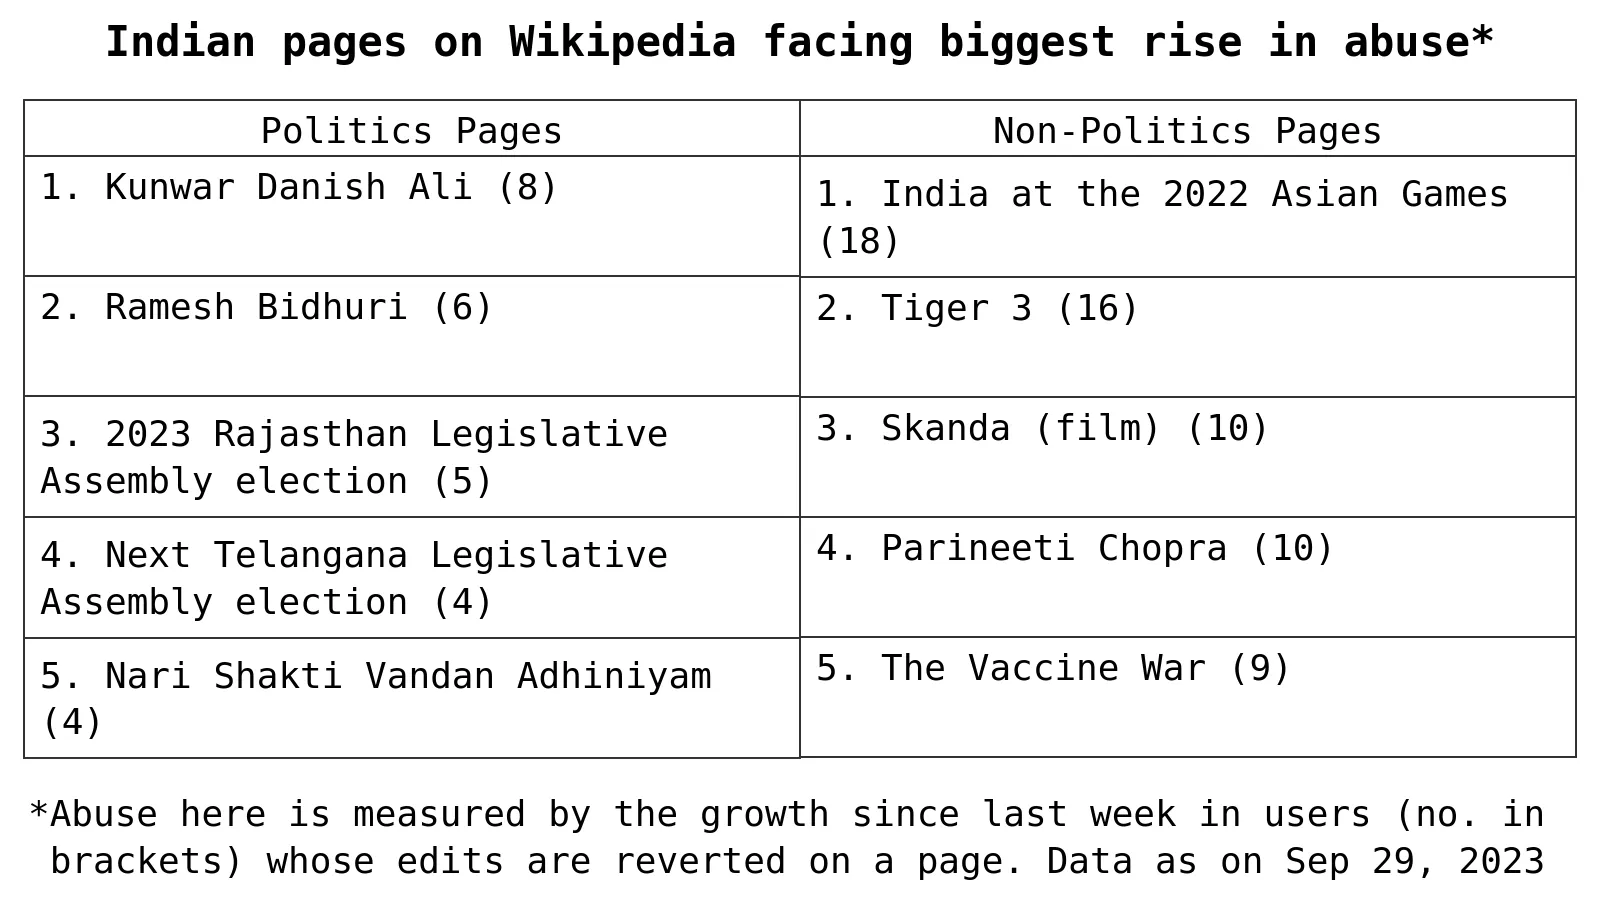 Indian pages on Wikipedia facing biggest rise in abuse*
Politics Pages
Non-Politics Pages
1. Kunwar Danish Ali (8)
1. India at the 2022 Asian Games
(18)
2. Ramesh Bidhuri (6)
2. Tiger 3 (16)
3. 2023 Rajasthan Legislative
Assembly election (5)
3. Skanda (film) (10)
4. Next Telangana Legislative
Assembly election (4)
4. Parineeti Chopra (10)
5. Nari Shakti Vandan Adhiniyam
(4)
5. The Vaccine War (9)
*Abuse here is measured by the growth since last week in users (no. in
brackets) whose edits are reverted on a page. Data as on Sep 29, 2023